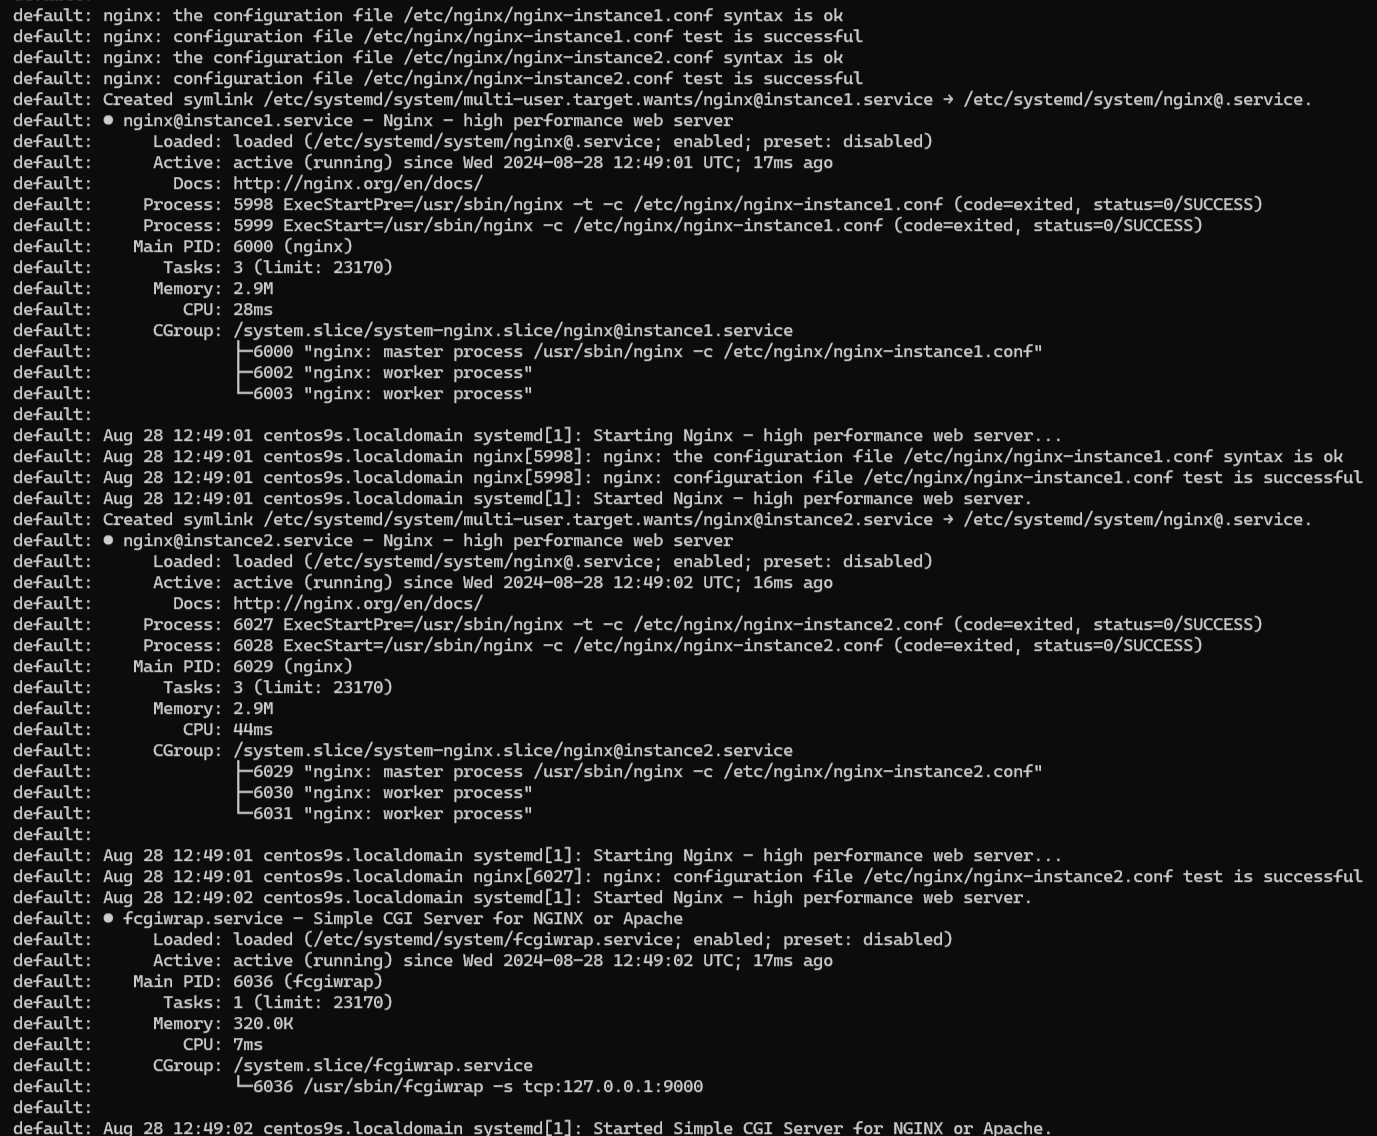 default: nginx: the configuration file /etc/nginx/nginx-instance1.conf syntax is ok
default: nginx: configuration file /etc/nginx/nginx-instance1.conf test is successful
default: nginx: the configuration file /etc/nginx/nginx-instance2.conf syntax is ok
default: nginx: configuration file /etc/nginx/nginx-instance2.conf test is successful
default: Created symlink /etc/systemd/system/multi-user.target.wants/nginx@instance1.service → /etc/systemd/system/nginx@.service.
default: ● nginx@instance1.service - Nginx - high performance web server
default:      Loaded: loaded (/etc/systemd/system/nginx@.service; enabled; preset: disabled)
default:      Active: active (running) since Wed 2024-08-28 12:49:01 UTC; 17ms ago
default:        Docs: http://nginx.org/en/docs/
default:     Process: 5998 ExecStartPre=/usr/sbin/nginx -t -c /etc/nginx/nginx-instance1.conf (code=exited, status=0/SUCCESS)
default:     Process: 5999 ExecStart=/usr/sbin/nginx -c /etc/nginx/nginx-instance1.conf (code=exited, status=0/SUCCESS)
default:    Main PID: 6000 (nginx)
default:       Tasks: 3 (limit: 23170)
default:      Memory: 2.9M
default:         CPU: 28ms
default:      CGroup: /system.slice/system-nginx.slice/nginx@instance1.service
default:              ├─6000 "nginx: master process /usr/sbin/nginx -c /etc/nginx/nginx-instance1.conf"
default:              ├─6002 "nginx: worker process"
default:              └─6003 "nginx: worker process"
default:
default: Aug 28 12:49:01 centos9s.localdomain systemd[1]: Starting Nginx - high performance web server...
default: Aug 28 12:49:01 centos9s.localdomain nginx[5998]: nginx: the configuration file /etc/nginx/nginx-instance1.conf syntax is ok
default: Aug 28 12:49:01 centos9s.localdomain nginx[5998]: nginx: configuration file /etc/nginx/nginx-instance1.conf test is successful
default: Aug 28 12:49:01 centos9s.localdomain systemd[1]: Started Nginx - high performance web server.
default: Created symlink /etc/systemd/system/multi-user.target.wants/nginx@instance2.service → /etc/systemd/system/nginx@.service.
default: ● nginx@instance2.service - Nginx - high performance web server
default:      Loaded: loaded (/etc/systemd/system/nginx@.service; enabled; preset: disabled)
default:      Active: active (running) since Wed 2024-08-28 12:49:02 UTC; 16ms ago
default:        Docs: http://nginx.org/en/docs/
default:     Process: 6027 ExecStartPre=/usr/sbin/nginx -t -c /etc/nginx/nginx-instance2.conf (code=exited, status=0/SUCCESS)
default:     Process: 6028 ExecStart=/usr/sbin/nginx -c /etc/nginx/nginx-instance2.conf (code=exited, status=0/SUCCESS)
default:    Main PID: 6029 (nginx)
default:       Tasks: 3 (limit: 23170)
default:      Memory: 2.9M
default:         CPU: 44ms
default:      CGroup: /system.slice/system-nginx.slice/nginx@instance2.service
default:              ├─6029 "nginx: master process /usr/sbin/nginx -c /etc/nginx/nginx-instance2.conf"
default:              ├─6030 "nginx: worker process"
default:              └─6031 "nginx: worker process"
default:
default: Aug 28 12:49:01 centos9s.localdomain systemd[1]: Starting Nginx - high performance web server...
default: Aug 28 12:49:01 centos9s.localdomain nginx[6027]: nginx: configuration file /etc/nginx/nginx-instance2.conf test is successful
default: Aug 28 12:49:02 centos9s.localdomain systemd[1]: Started Nginx - high performance web server.
default: ● fcgiwrap.service - Simple CGI Server for NGINX or Apache
default:      Loaded: loaded (/etc/systemd/system/fcgiwrap.service; enabled; preset: disabled)
default:      Active: active (running) since Wed 2024-08-28 12:49:02 UTC; 17ms ago
default:    Main PID: 6036 (fcgiwrap)
default:       Tasks: 1 (limit: 23170)
default:      Memory: 320.0K
default:         CPU: 7ms
default:      CGroup: /system.slice/fcgiwrap.service
default:              └─6036 /usr/sbin/fcgiwrap -s tcp:127.0.0.1:9000
default:
default: Aug 28 12:49:02 centos9s.localdomain systemd[1]: Started Simple CGI Server for NGINX or Apache.